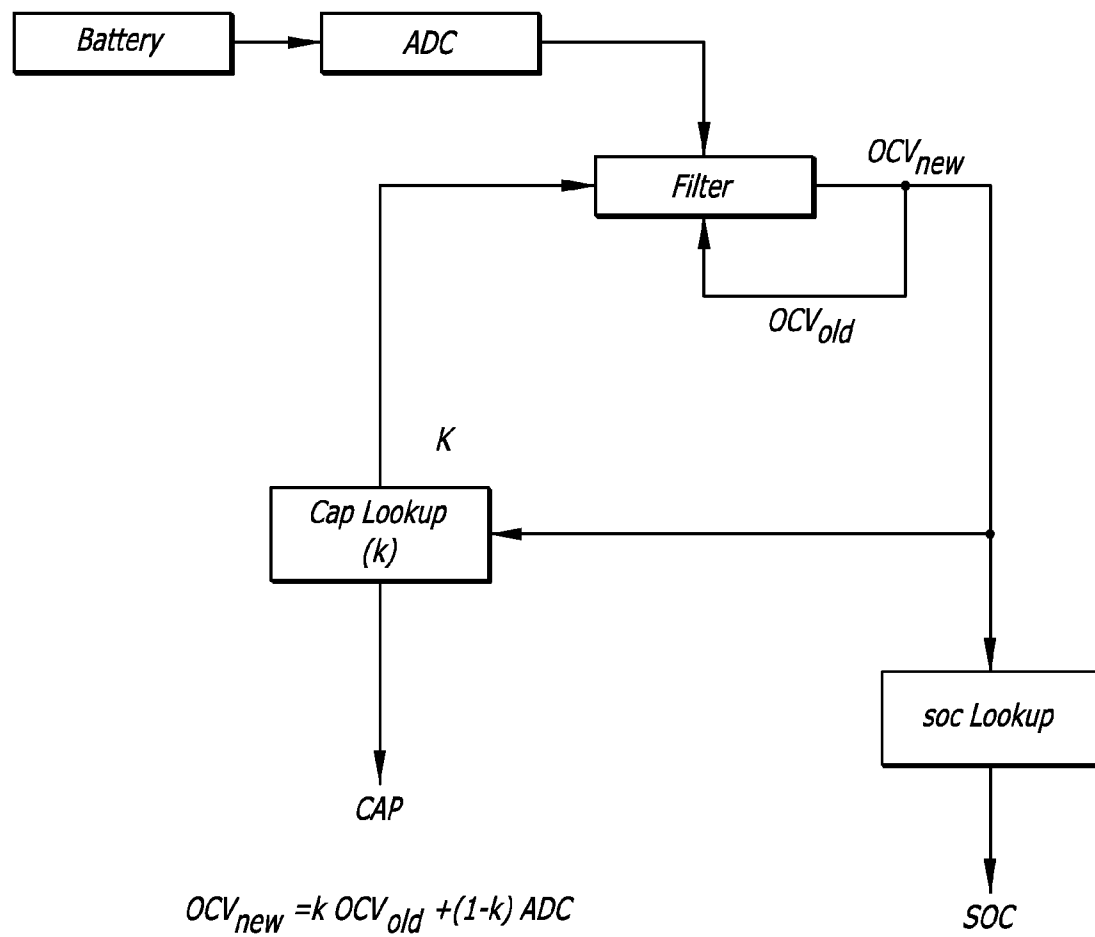 Battery
ADC
OCVnew
Filter
OCVold
K
Cap Lookup
(k)
soc Lookup
CAP
OCVnew =k OCVold +(1-k) ADC
SOC